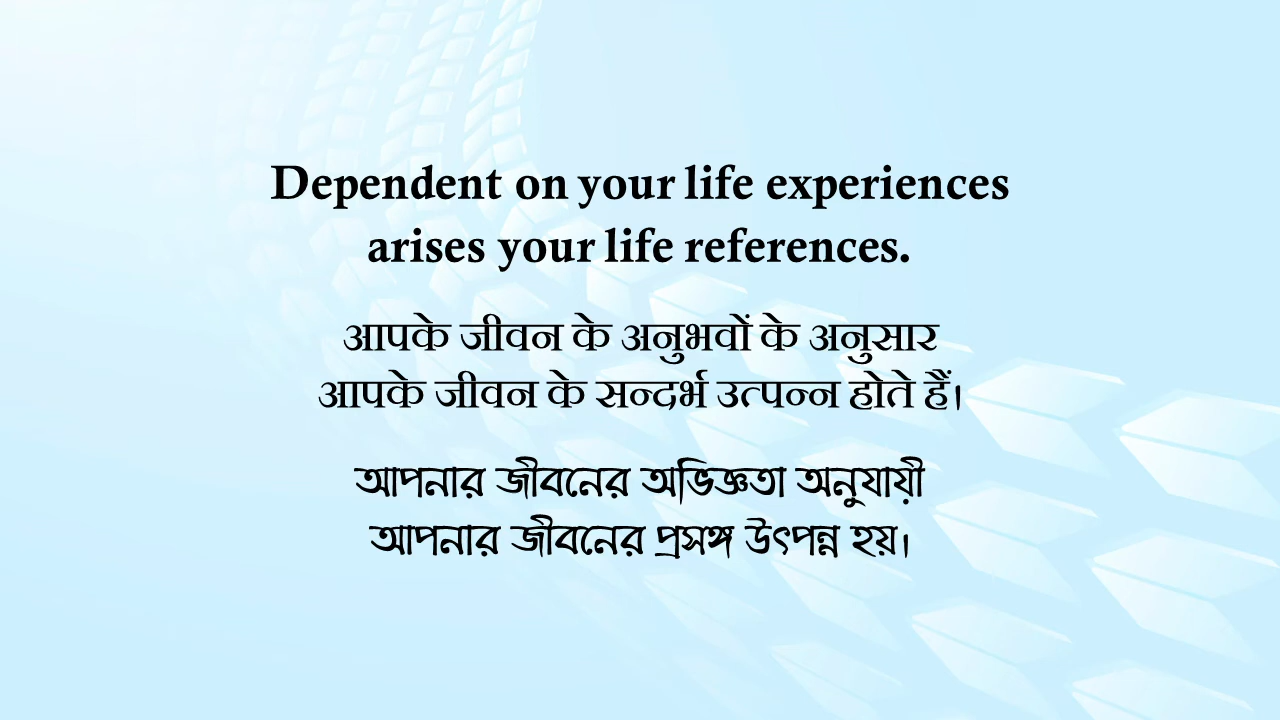 Dependent on your life experiences
arises your life references.
आपके जीवन के अनुभवों के अनुसार
आपके जीवन के सन्दर्भ उत्पन्न होते हैं।
আপনার জীবনের অভিজ্ঞতা অনুযায়ী
আপনার জীবনের প্রসঙ্গ উৎপন্ন হয়।